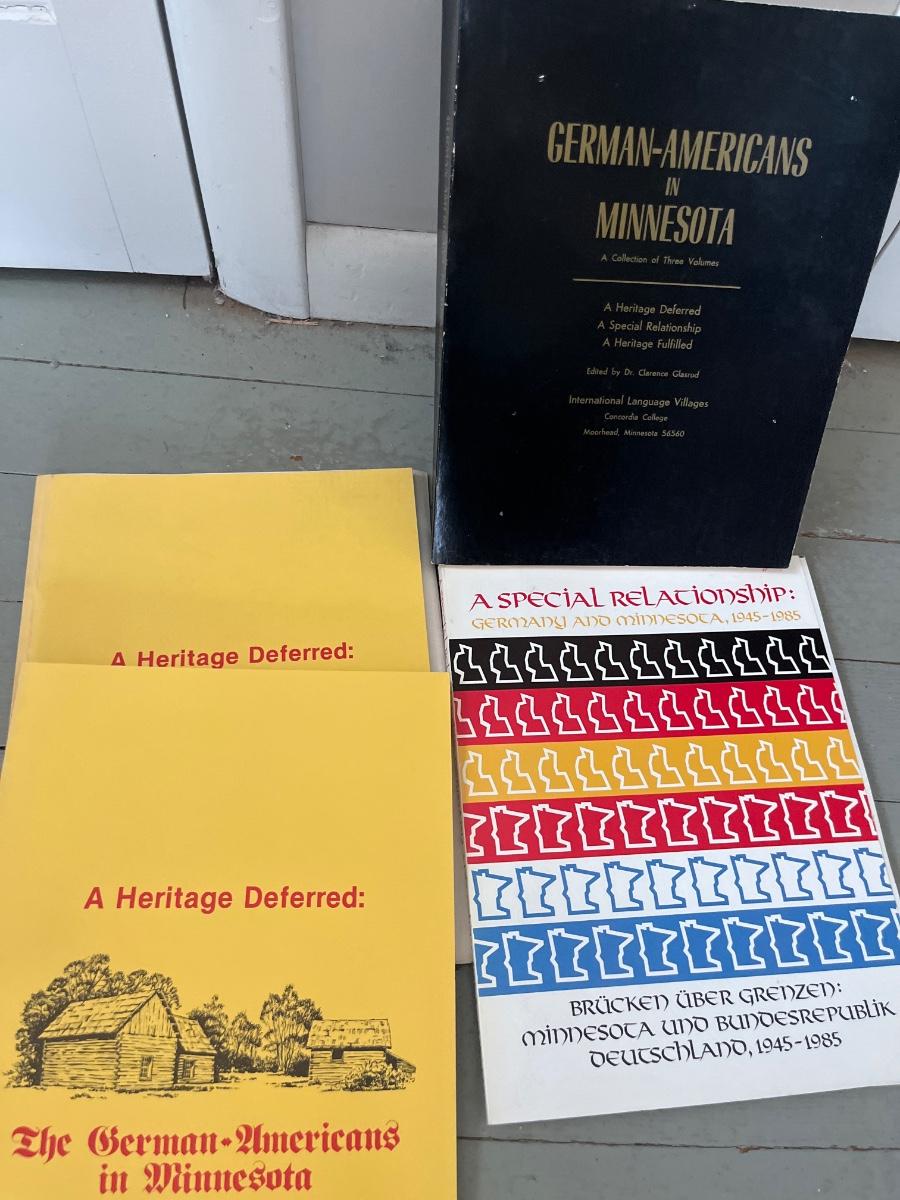 GERMAN-AMERICANS
IN
MINNESOTA
A Collection of Three Volumes
A Heritage Deferred
A Special Relationship
A Heritage Fulfilled
Edited by Dr. Clarence Glasrud
International Language Villages
Concordia College
Moorhead, Minnesota 56560
A Heritage Deferred:
A Heritage Deferred:
The German-Americans
in Minnesota
A SPECIAL RELATIONSHIP:
GERMANY AND MINNESOTA, 1945-1985
BRÜCKEN ÜBER GRENZEN:
MINNESOTA UND BUNDESREPUBLIK
DEUTSCHLAND, 1945-1985